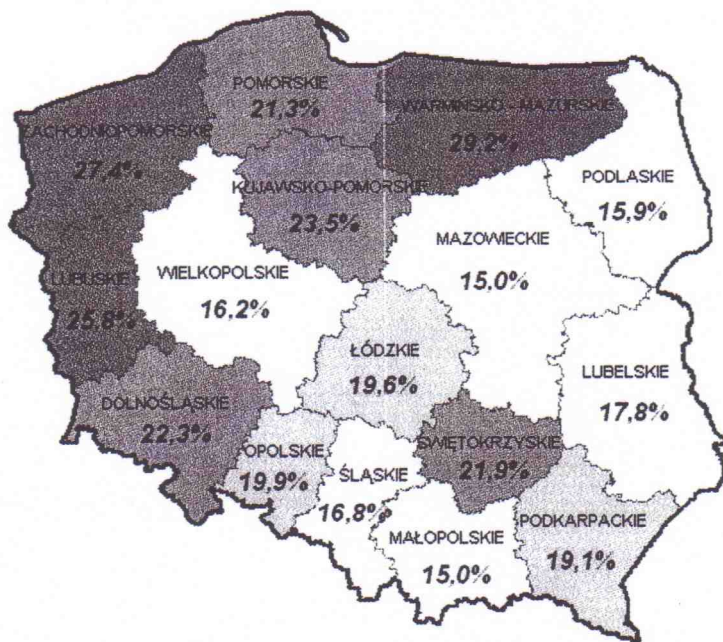 POMORSKIE
21,3%
WARMIŃSKO - MAZURSKIE
29,2%
ZACHODNIOPOMORSKIE
27,4%
KUJAWSKO-POMORSKIE
23,5%
PODLASKIE
15,9%
MAZOWIECKIE
15,0%
LUBUSKIE
25,8%
WIELKOPOLSKIE
16,2%
ŁÓDZKIE
19,6%
LUBELSKIE
17,8%
DOLNOŚLĄSKIE
22,3%
OPOLSKIE
19,9%
ŚLĄSKIE
16,8%
ŚWIĘTOKRZYSKIE
21,9%
MAŁOPOLSKIE
15,0%
PODKARPACKIE
19,1%